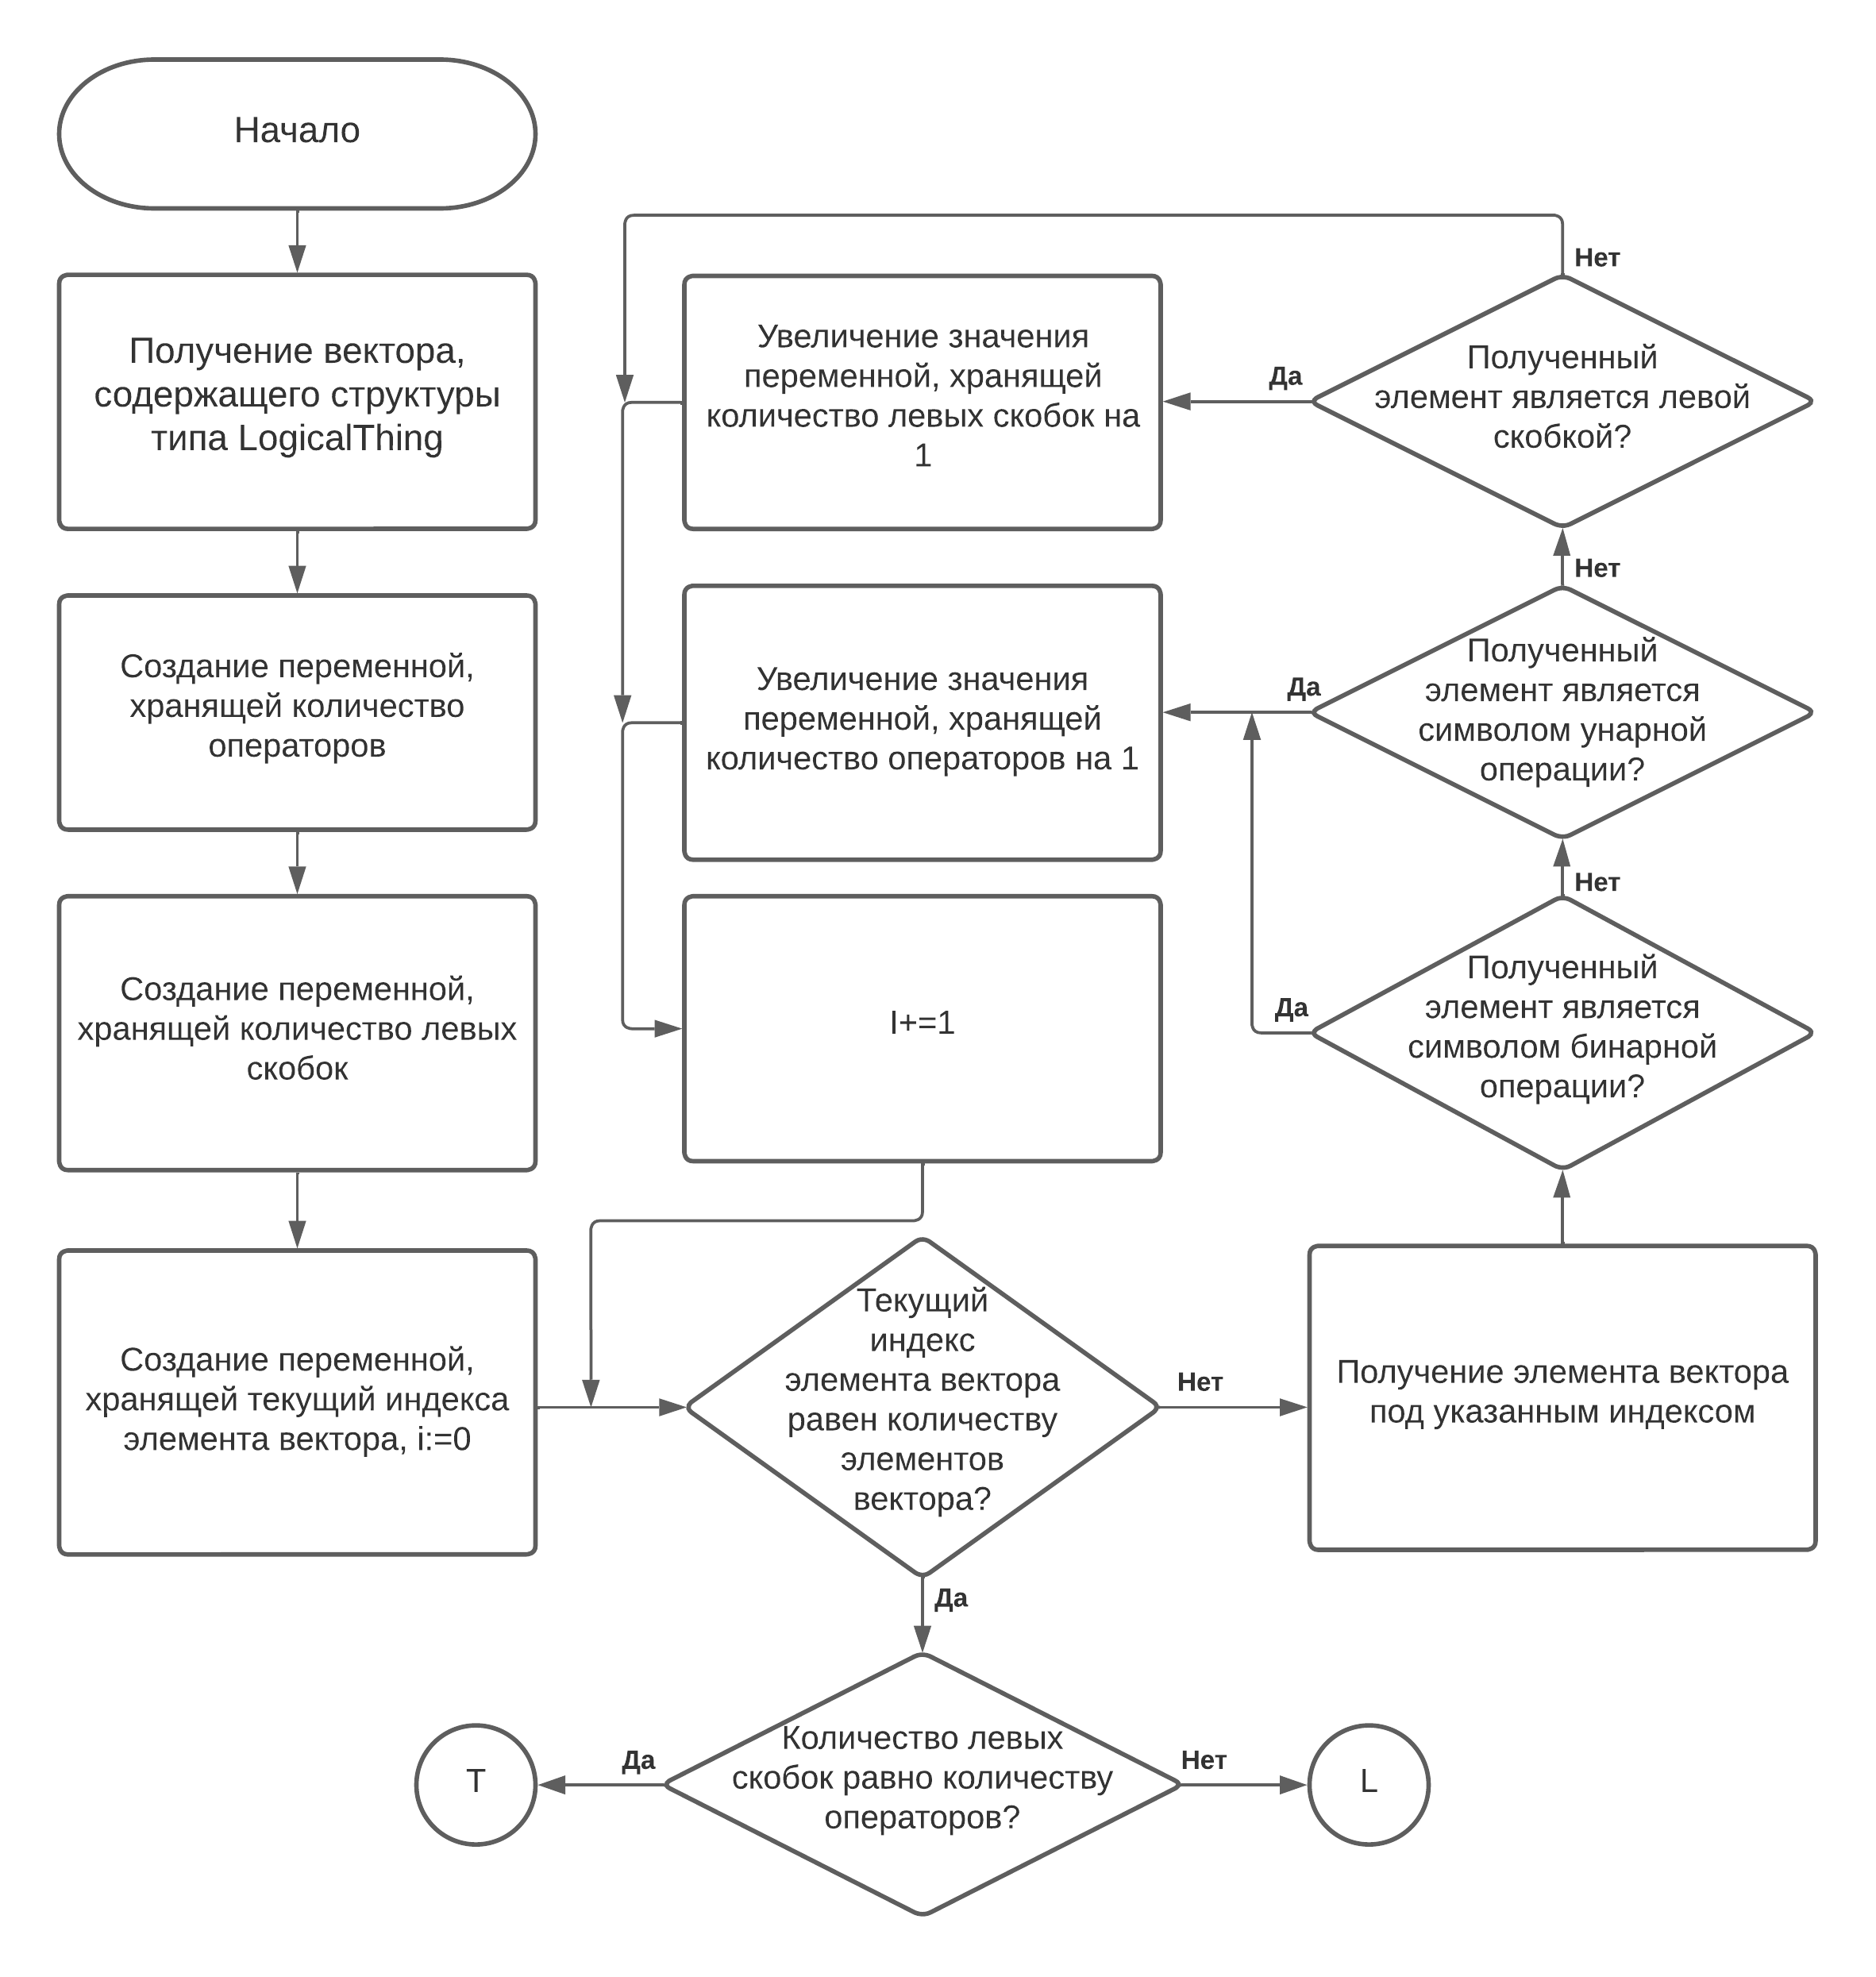 Начало
Получение вектора,
содержащего структуры
типа LogicalThing
Создание переменной,
хранящей количество
операторов
Создание переменной,
хранящей количество левых
скобок
Создание переменной,
хранящей текущий индекса
элемента вектора, i:=0
Увеличение значения
переменной, хранящей
количество левых скобок на
1
Увеличение значения
переменной, хранящей
количество операторов на 1
I+=1
Текущий
индекс
элемента вектора
равен количеству
элементов
вектора?
Нет
Да
Получение элемента вектора
под указанным индексом
Полученный
элемент является
символом бинарной
операции?
Да
Нет
Полученный
элемент является
символом унарной
операции?
Да
Нет
Полученный
элемент является левой
скобкой?
Да
Нет
Количество левых
скобок равно количеству
операторов?
Да
Нет
T
L